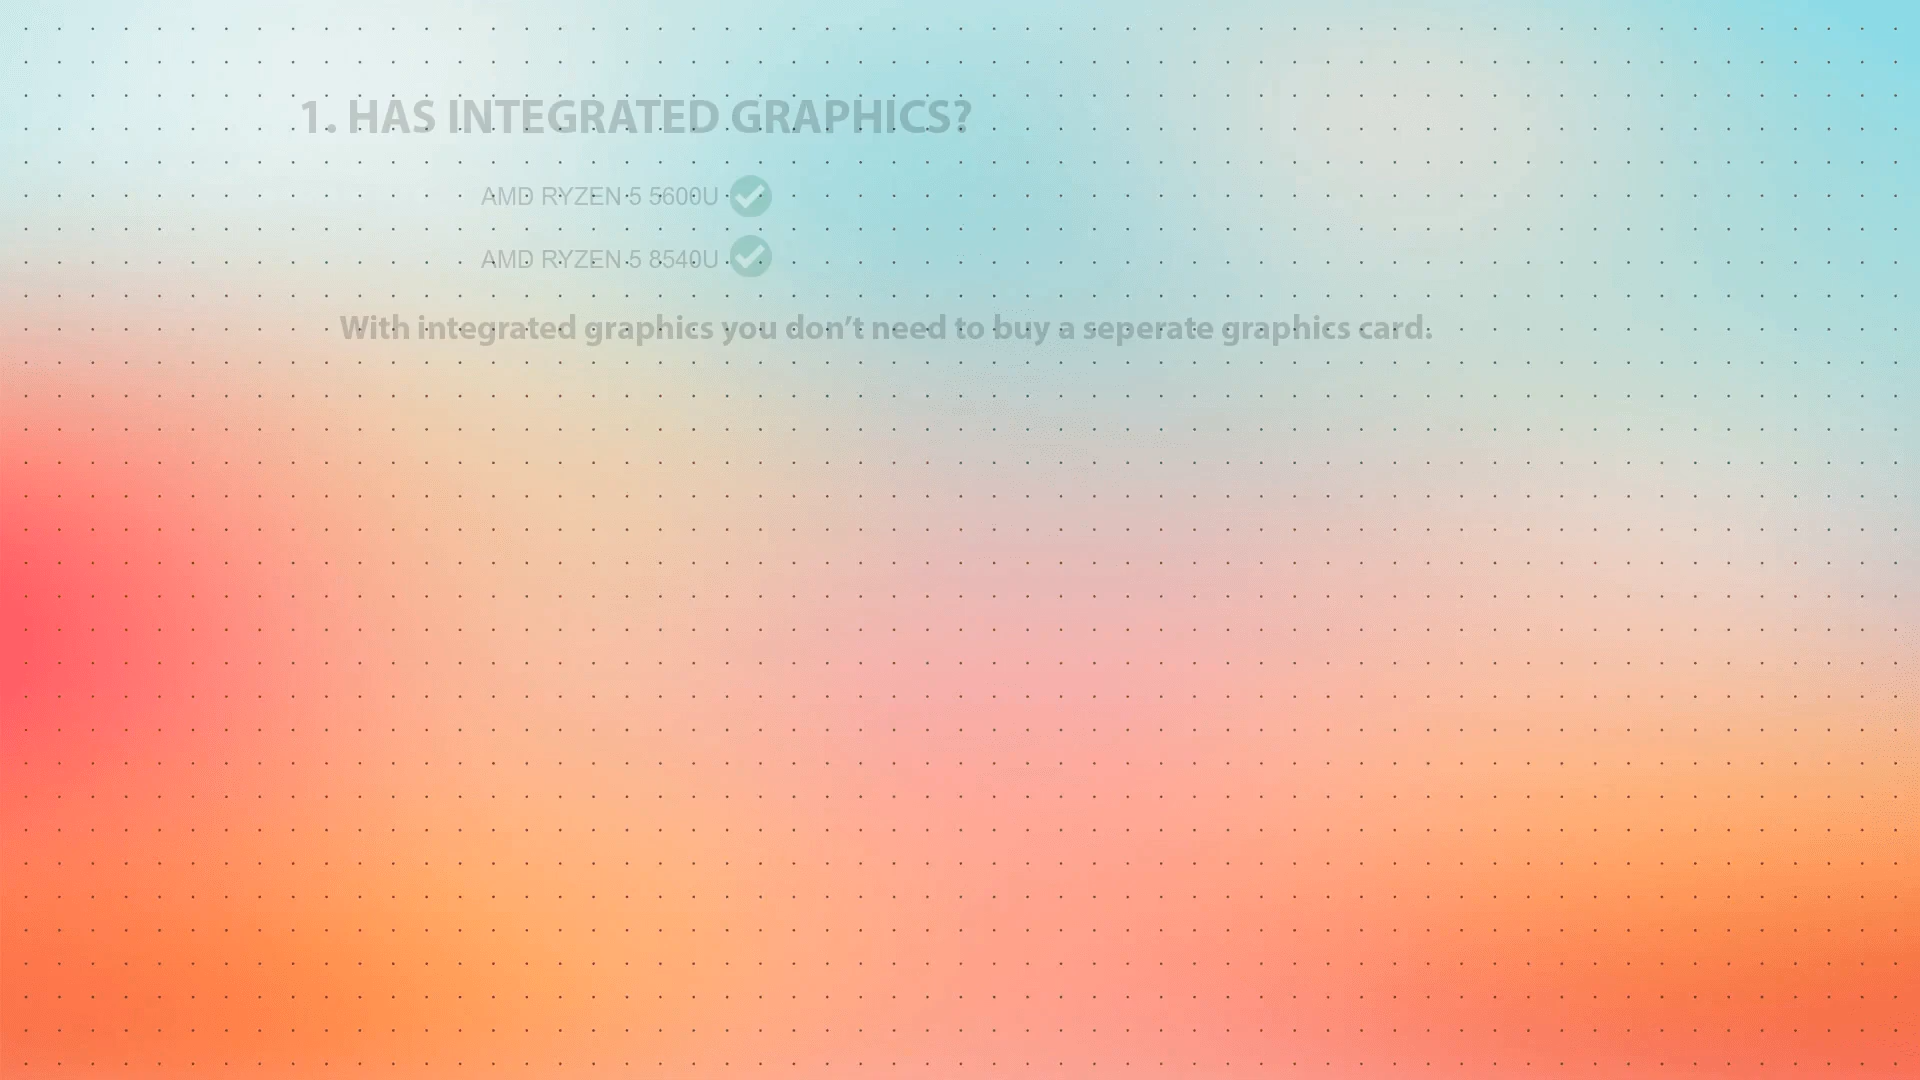 1. HAS INTEGRATED GRAPHICS?
AMD RYZEN 5 5600U
AMD RYZEN 5 8540U
With integrated graphics you don’t need to buy a seperate graphics card.